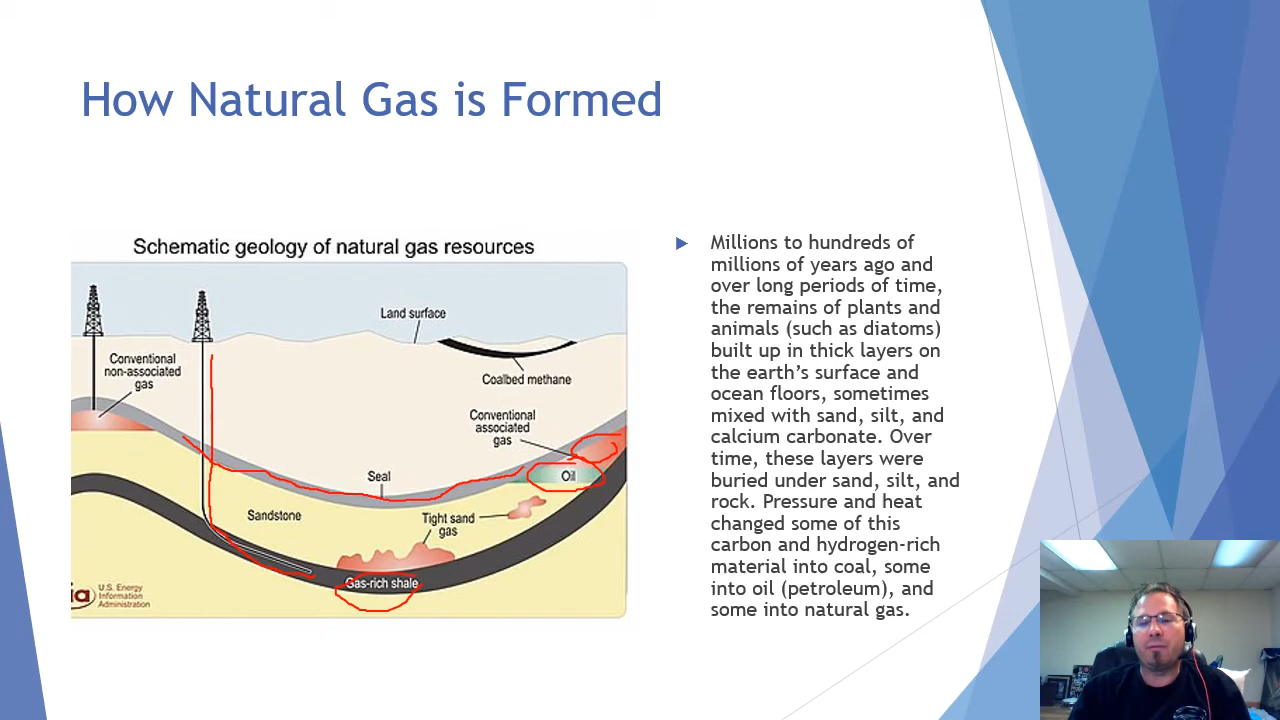 How Natural Gas is Formed
Schematic geology of natural gas resources
Land surface
Conventional
non-associated
gas
Coalbed methane
Conventional
associated
gas
Seal
Oil
Sandstone
Tight sand
gas
Gas-rich shale
ia
U.S. Energy
Information
Administration
Millions to hundreds of
millions of years ago and
over long periods of time,
the remains of plants and
animals (such as diatoms)
built up in thick layers on
the earth’s surface and
ocean floors, sometimes
mixed with sand, silt, and
calcium carbonate. Over
time, these layers were
buried under sand, silt, and
rock. Pressure and heat
changed some of this
carbon and hydrogen-rich
material into coal, some
into oil (petroleum), and
some into natural gas.